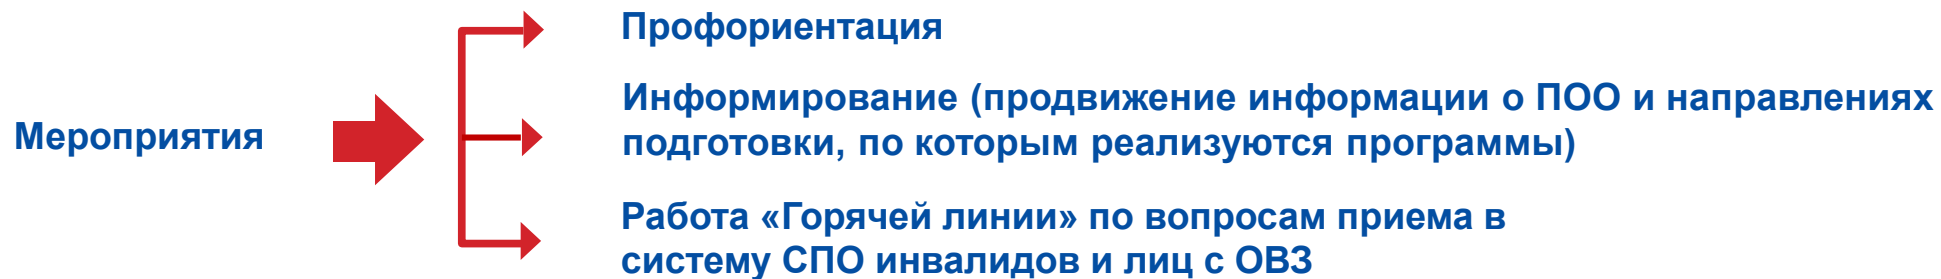 Мероприятия
Профориентация
Информирование (продвижение информации о ПОО и направлениях
подготовки, по которым реализуются программы)
Работа «Горячей линии» по вопросам приема в
систему СПО инвалидов и лиц с ОВЗ